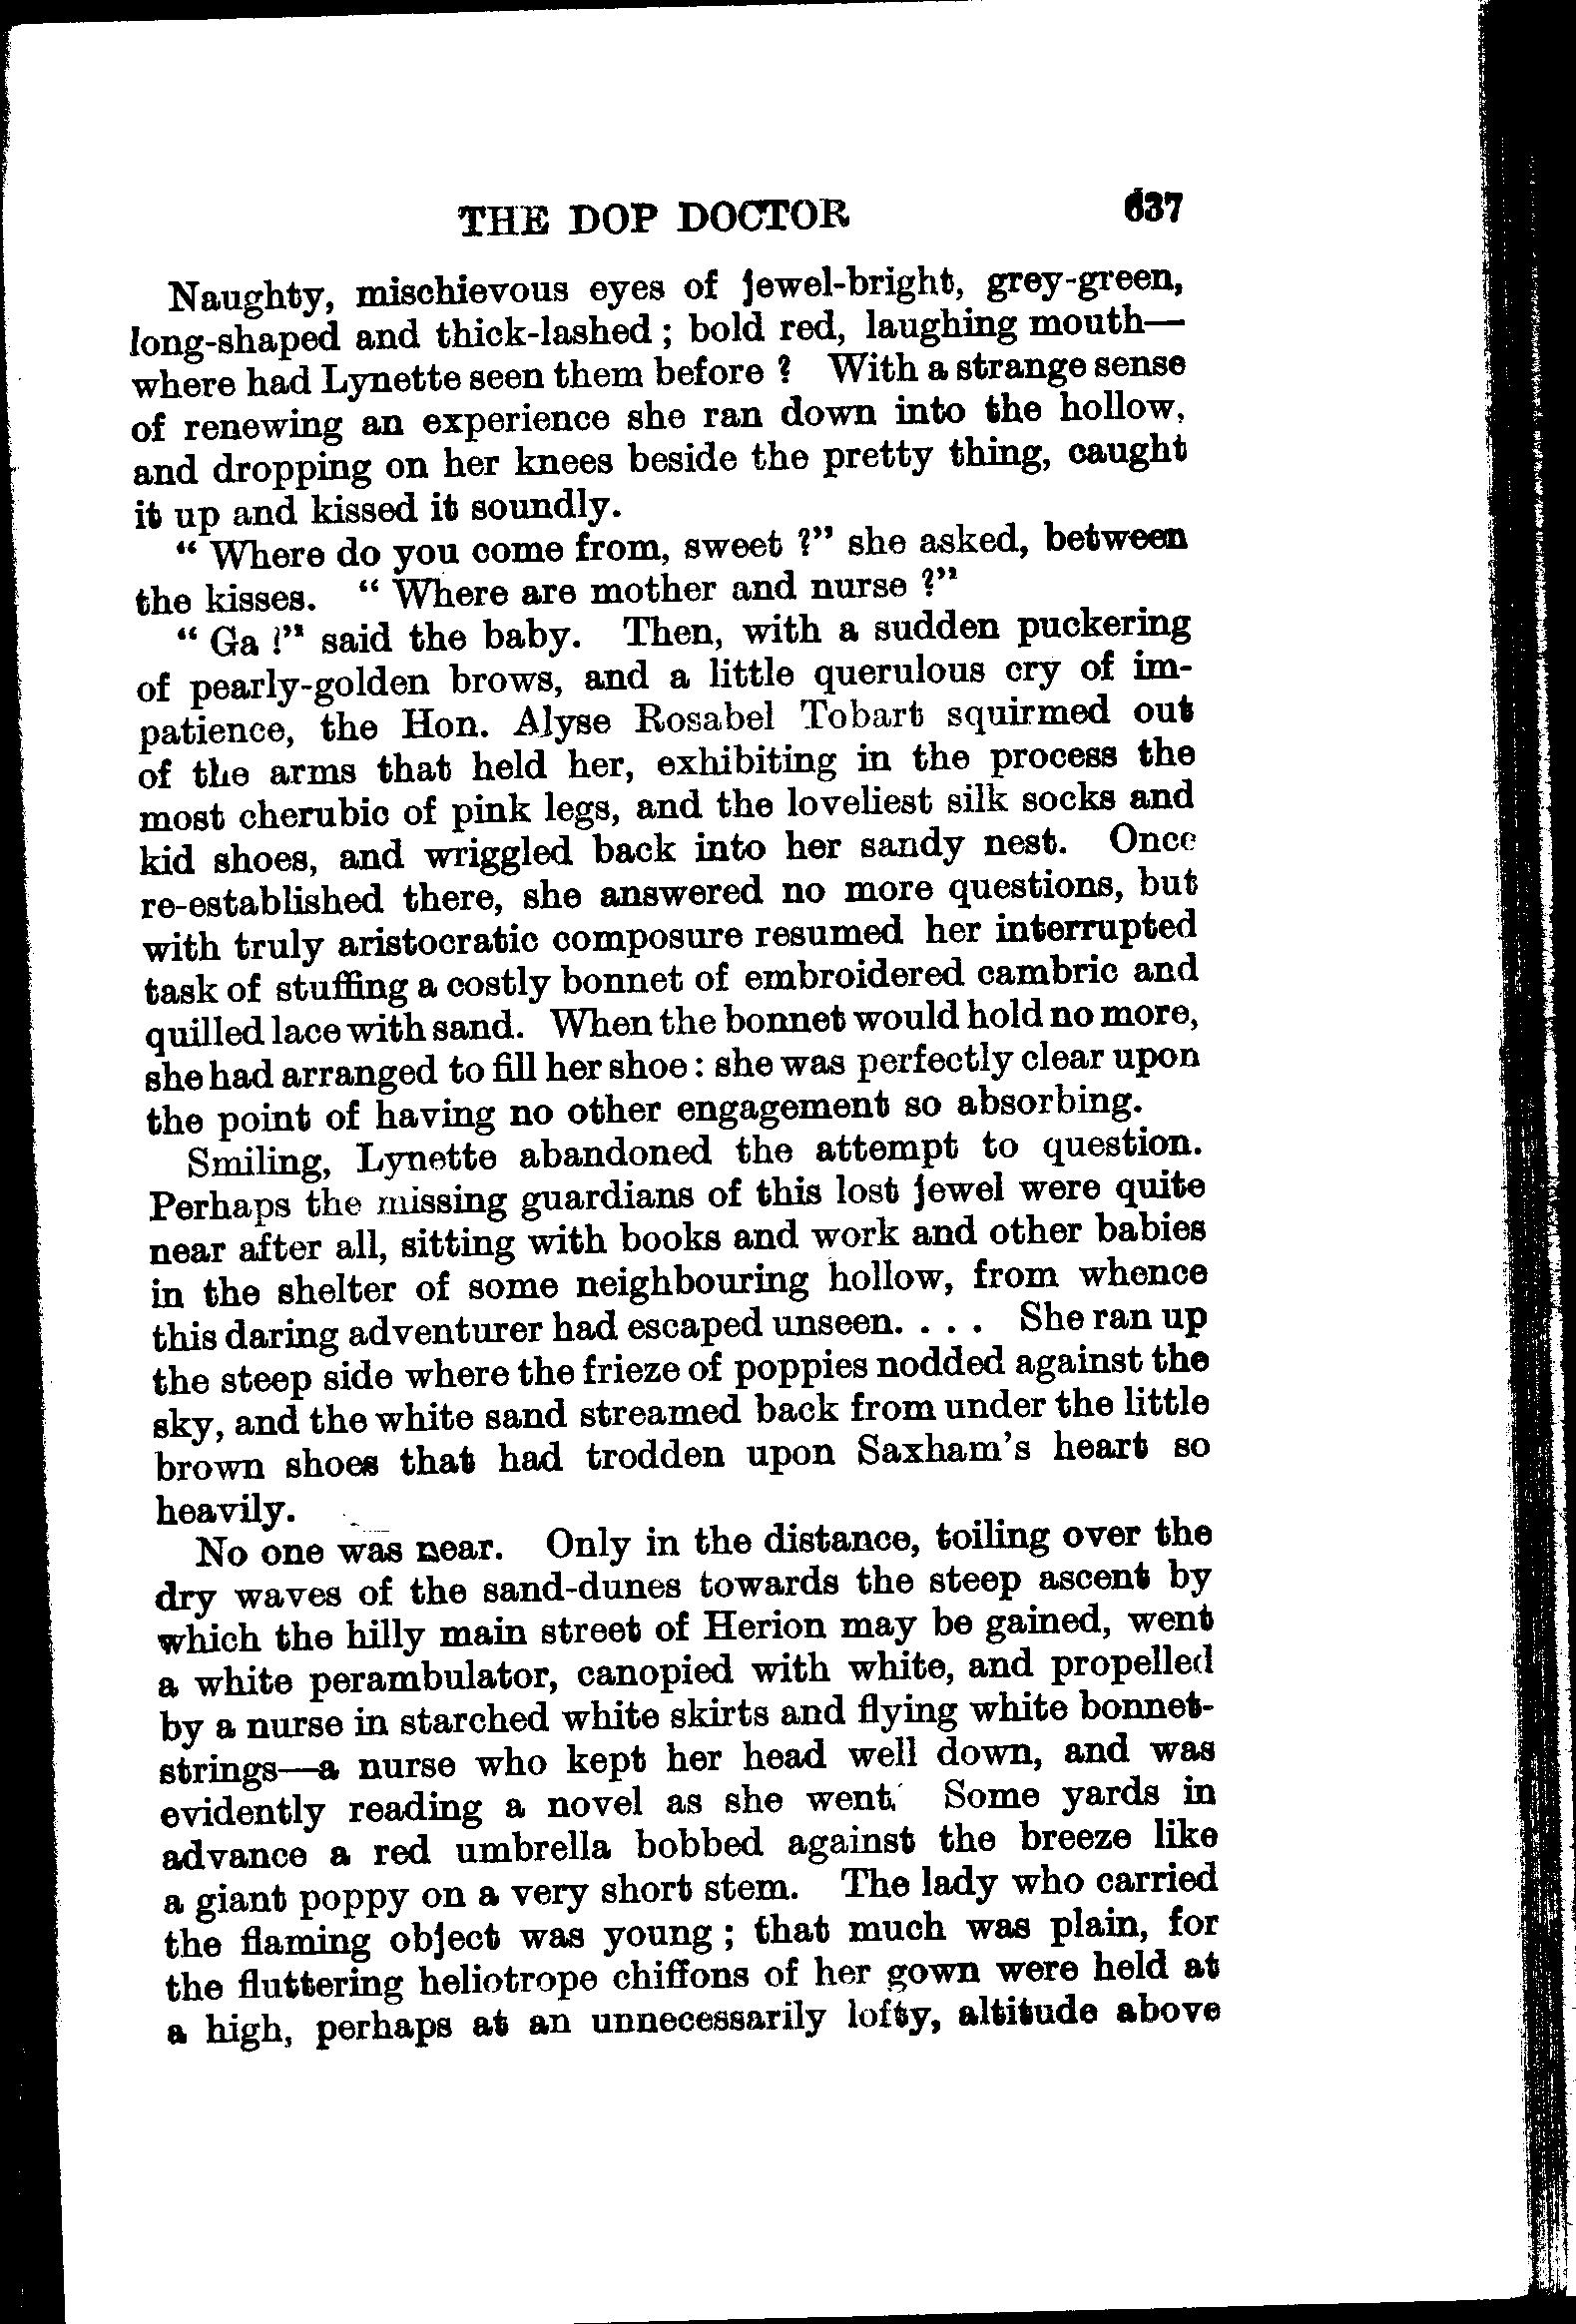 THE DOP DOCTOR 637
Naughty, mischievous eyes of jewel-bright, grey-green,
long-shaped and thick-lashed ; bold red, laughing mouth—
where had Lynette seen them before ? With a strange sense
of renewing an experience she ran down into the hollow,
and dropping on her knees beside the pretty thing, caught
it up and kissed it soundly.
“ Where do you come from, sweet ?” she asked, between
the kisses. “ Where are mother and nurse ?”
“ Ga !” said the baby. Then, with a sudden puckering
of pearly-golden brows, and a little querulous cry of im-
patience, the Hon. Alyse Rosabel Tobart squirmed out
of the arms that held her, exhibiting in the process the
most cherubic of pink legs, and the loveliest silk socks and
kid shoes, and wriggled back into her sandy nest. Once
re-established there, she answered no more questions, but
with truly aristocratic composure resumed her interrupted
task of stuffing a costly bonnet of embroidered cambric and
quilled lace with sand. When the bonnet would hold no more,
she had arranged to fill her shoe : she was perfectly clear upon
the point of having no other engagement so absorbing.
Smiling, Lynette abandoned the attempt to question.
Perhaps the missing guardians of this lost jewel were quite
near after all, sitting with books and work and other babies
in the shelter of some neighbouring hollow, from whence
this daring adventurer had escaped unseen. . . . She ran up
the steep side where the frieze of poppies nodded against the
sky, and the white sand streamed back from under the little
brown shoes that had trodden upon Saxham’s heart so
heavily.
No one was near. Only in the distance, toiling over the
dry waves of the sand-dunes towards the steep ascent by
which the hilly main street of Herion may be gained, went
a white perambulator, canopied with white, and propelled
by a nurse in starched white skirts and flying white bonnet-
strings—a nurse who kept her head well down, and was
evidently reading a novel as she went. Some yards in
advance a red umbrella bobbed against the breeze like
a giant poppy on a very short stem. The lady who carried
the flaming object was young ; that much was plain, for
the fluttering heliotrope chiffons of her gown were held at
a high, perhaps at an unnecessarily lofty, altitude above